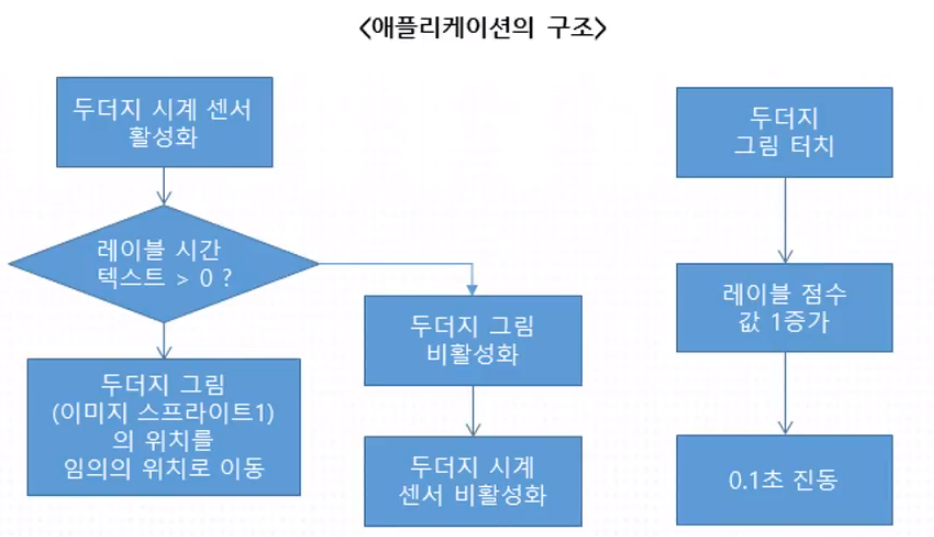 <애플리케이션의 구조>
두더지 시계 센서
활성화
레이블 시간
텍스트 > 0 ?
두더지 그림
(이미지 스프라이트1)
의 위치를
임의의 위치로 이동
두더지 그림
비활성화
두더지 시계
센서 비활성화
두더지
그림 터치
레이블 점수
값 1증가
0.1초 진동